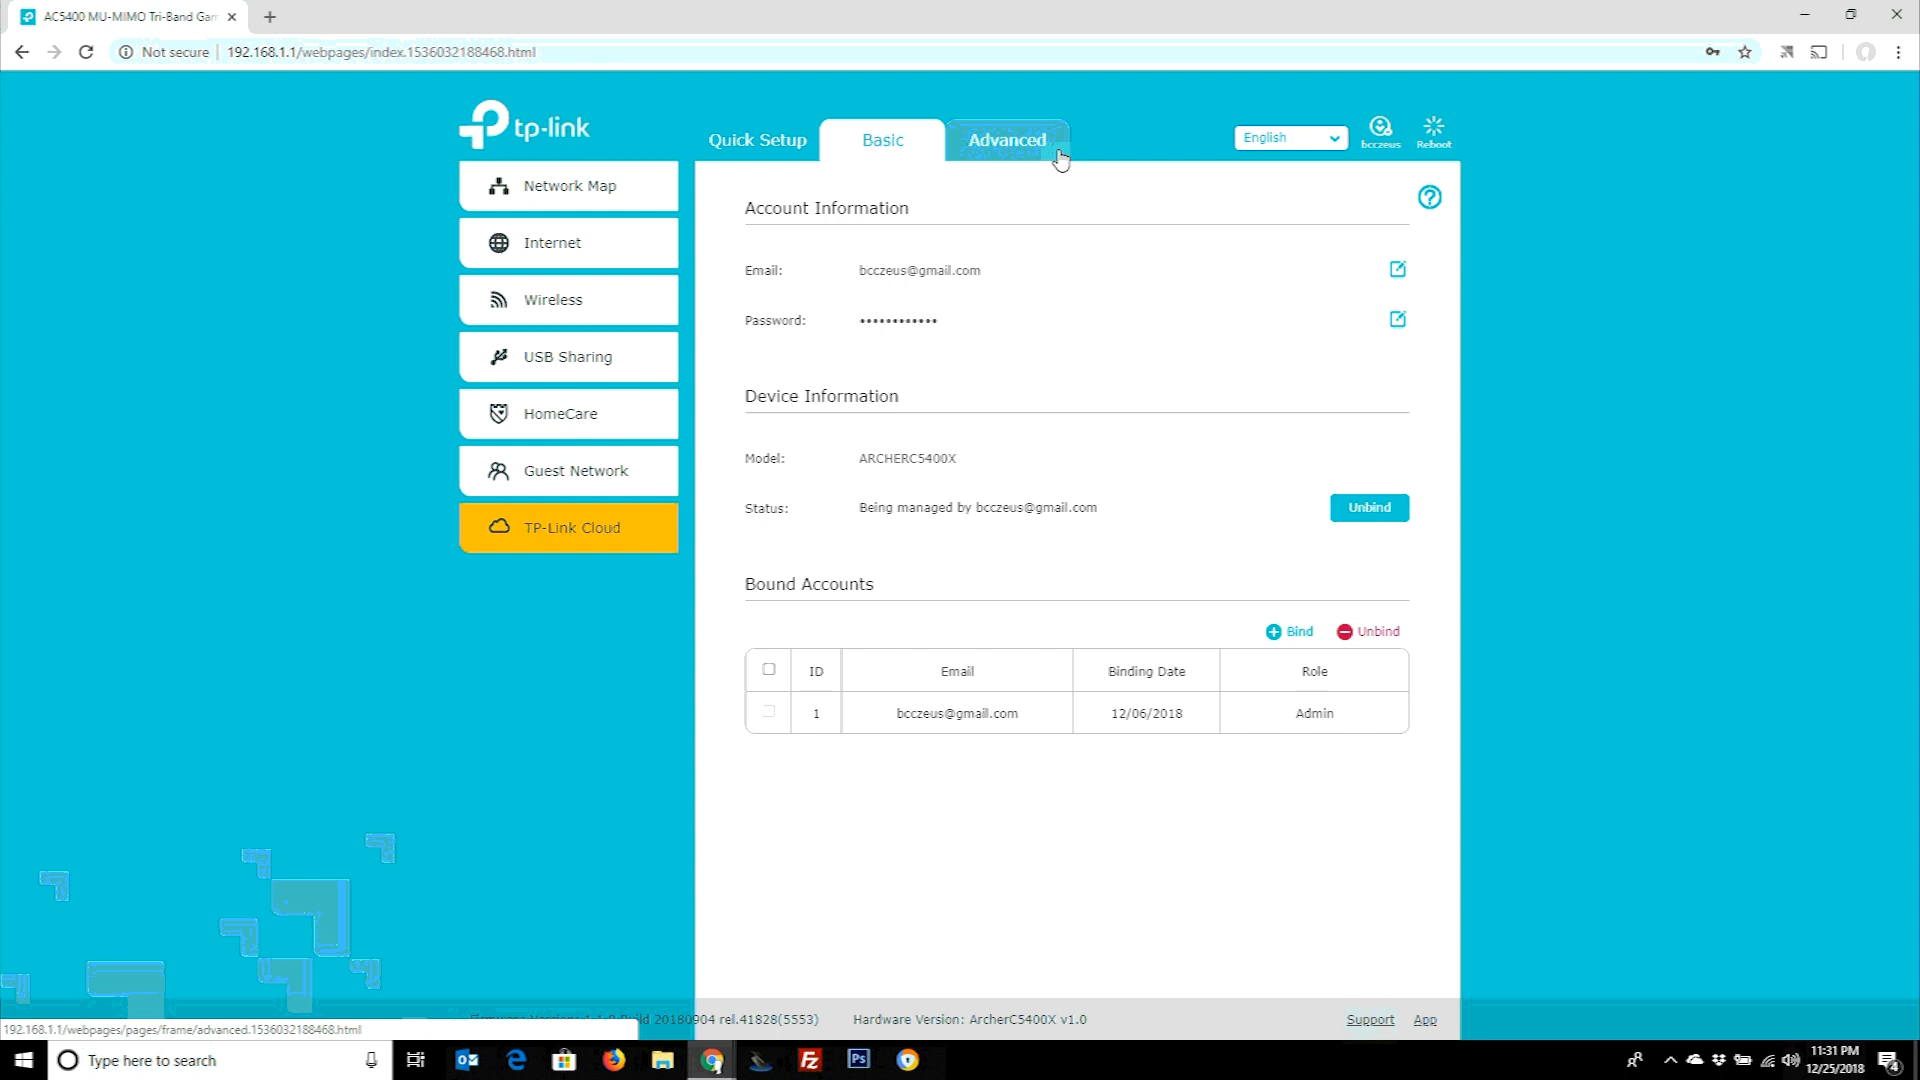 AC5400 MU-MIMO Tri-Band Gam
Not secure | 192.168.1.1/webpages/index.1536032188468.html
tp-link
Quick Setup
Basic
Advanced
English
bcczeus
Reboot
Network Map
Internet
Wireless
USB Sharing
HomeCare
Guest Network
TP-Link Cloud
Account Information
Email: bcczeus@gmail.com
Password: ••••••••••••
Device Information
Model: ARCHERC5400X
Status: Being managed by bcczeus@gmail.com
Unbind
Bound Accounts
Bind Unbind
ID Email Binding Date Role
1 bcczeus@gmail.com 12/06/2018 Admin
20180904 rel.41828(5553) Hardware Version: ArcherC5400X v1.0 Support App
192.168.1.1/webpages/pages/frame/advanced.1536032188468.html
Type here to search
11:31 PM
12/25/2018
4